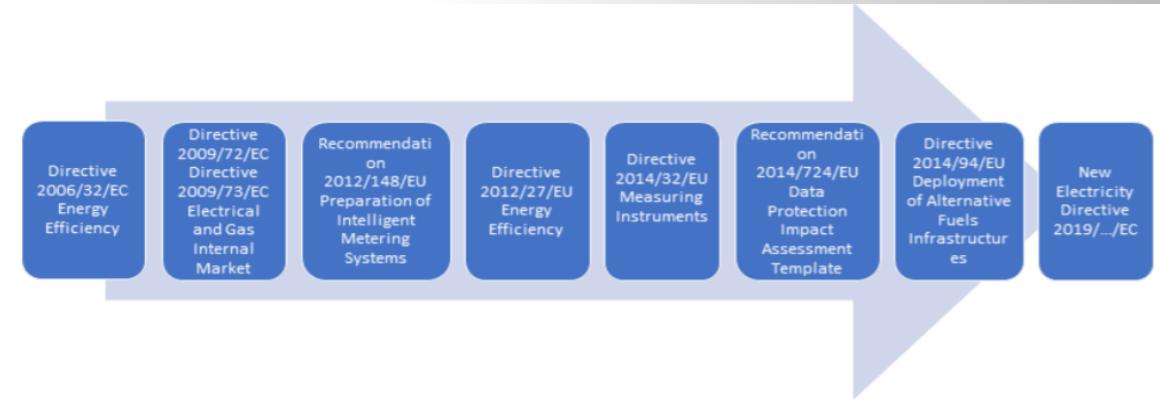 Directive
2006/32/EC
Energy
Efficiency
Directive
2009/72/EC
Directive
2009/73/EC
Electrical
and Gas
Internal
Market
Recommendati
on
2012/148/EU
Preparation of
Intelligent
Metering
Systems
Directive
2012/27/EU
Energy
Efficiency
Directive
2014/32/EU
Measuring
Instruments
Recommendati
on
2014/724/EU
Data
Protection
Impact
Assessment
Template
Directive
2014/94/EU
Deployment
of Alternative
Fuels
Infrastructur
es
New
Electricity
Directive
2019/.../EC